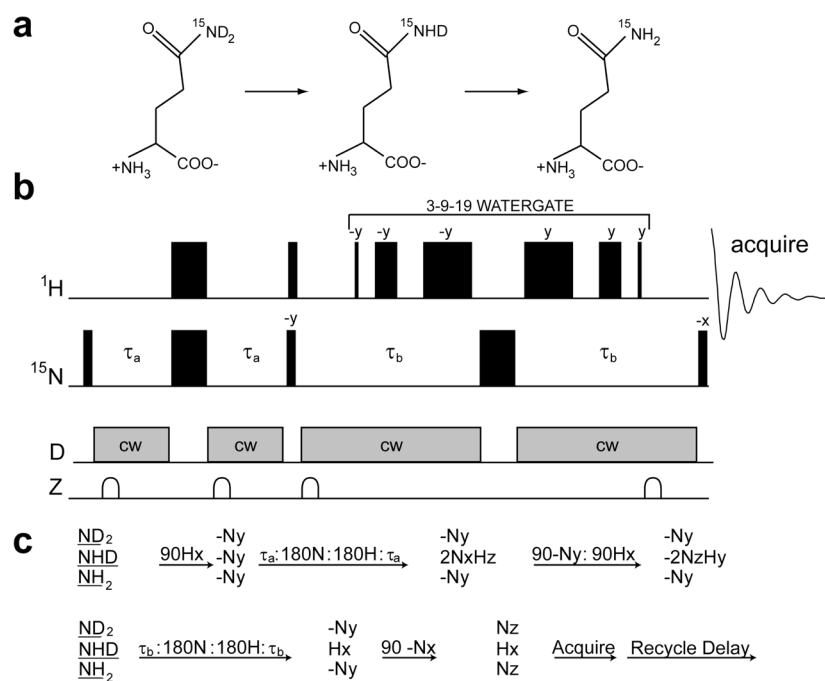 a
O ¹⁵ND₂
O ¹⁵NHD
O ¹⁵NH₂
+NH₃ COO-
+NH₃ COO-
+NH₃ COO-
b
3-9-19 WATERGATE
-y -y -y y y y
¹H
acquire
-y -x
¹⁵N τa τa τb τb
D cw cw cw cw
Z
c
ND₂ -Ny -Ny -Ny
NHD 90Hx -Ny τa:180N:180H:τa 2NxHz 90-Ny:90Hx -2NzHy
NH₂ -Ny -Ny -Ny
ND₂ -Ny Nz
NHD τb:180N:180H:τb Hx 90 -Nx Hx Acquire Recycle Delay
NH₂ -Ny Nz